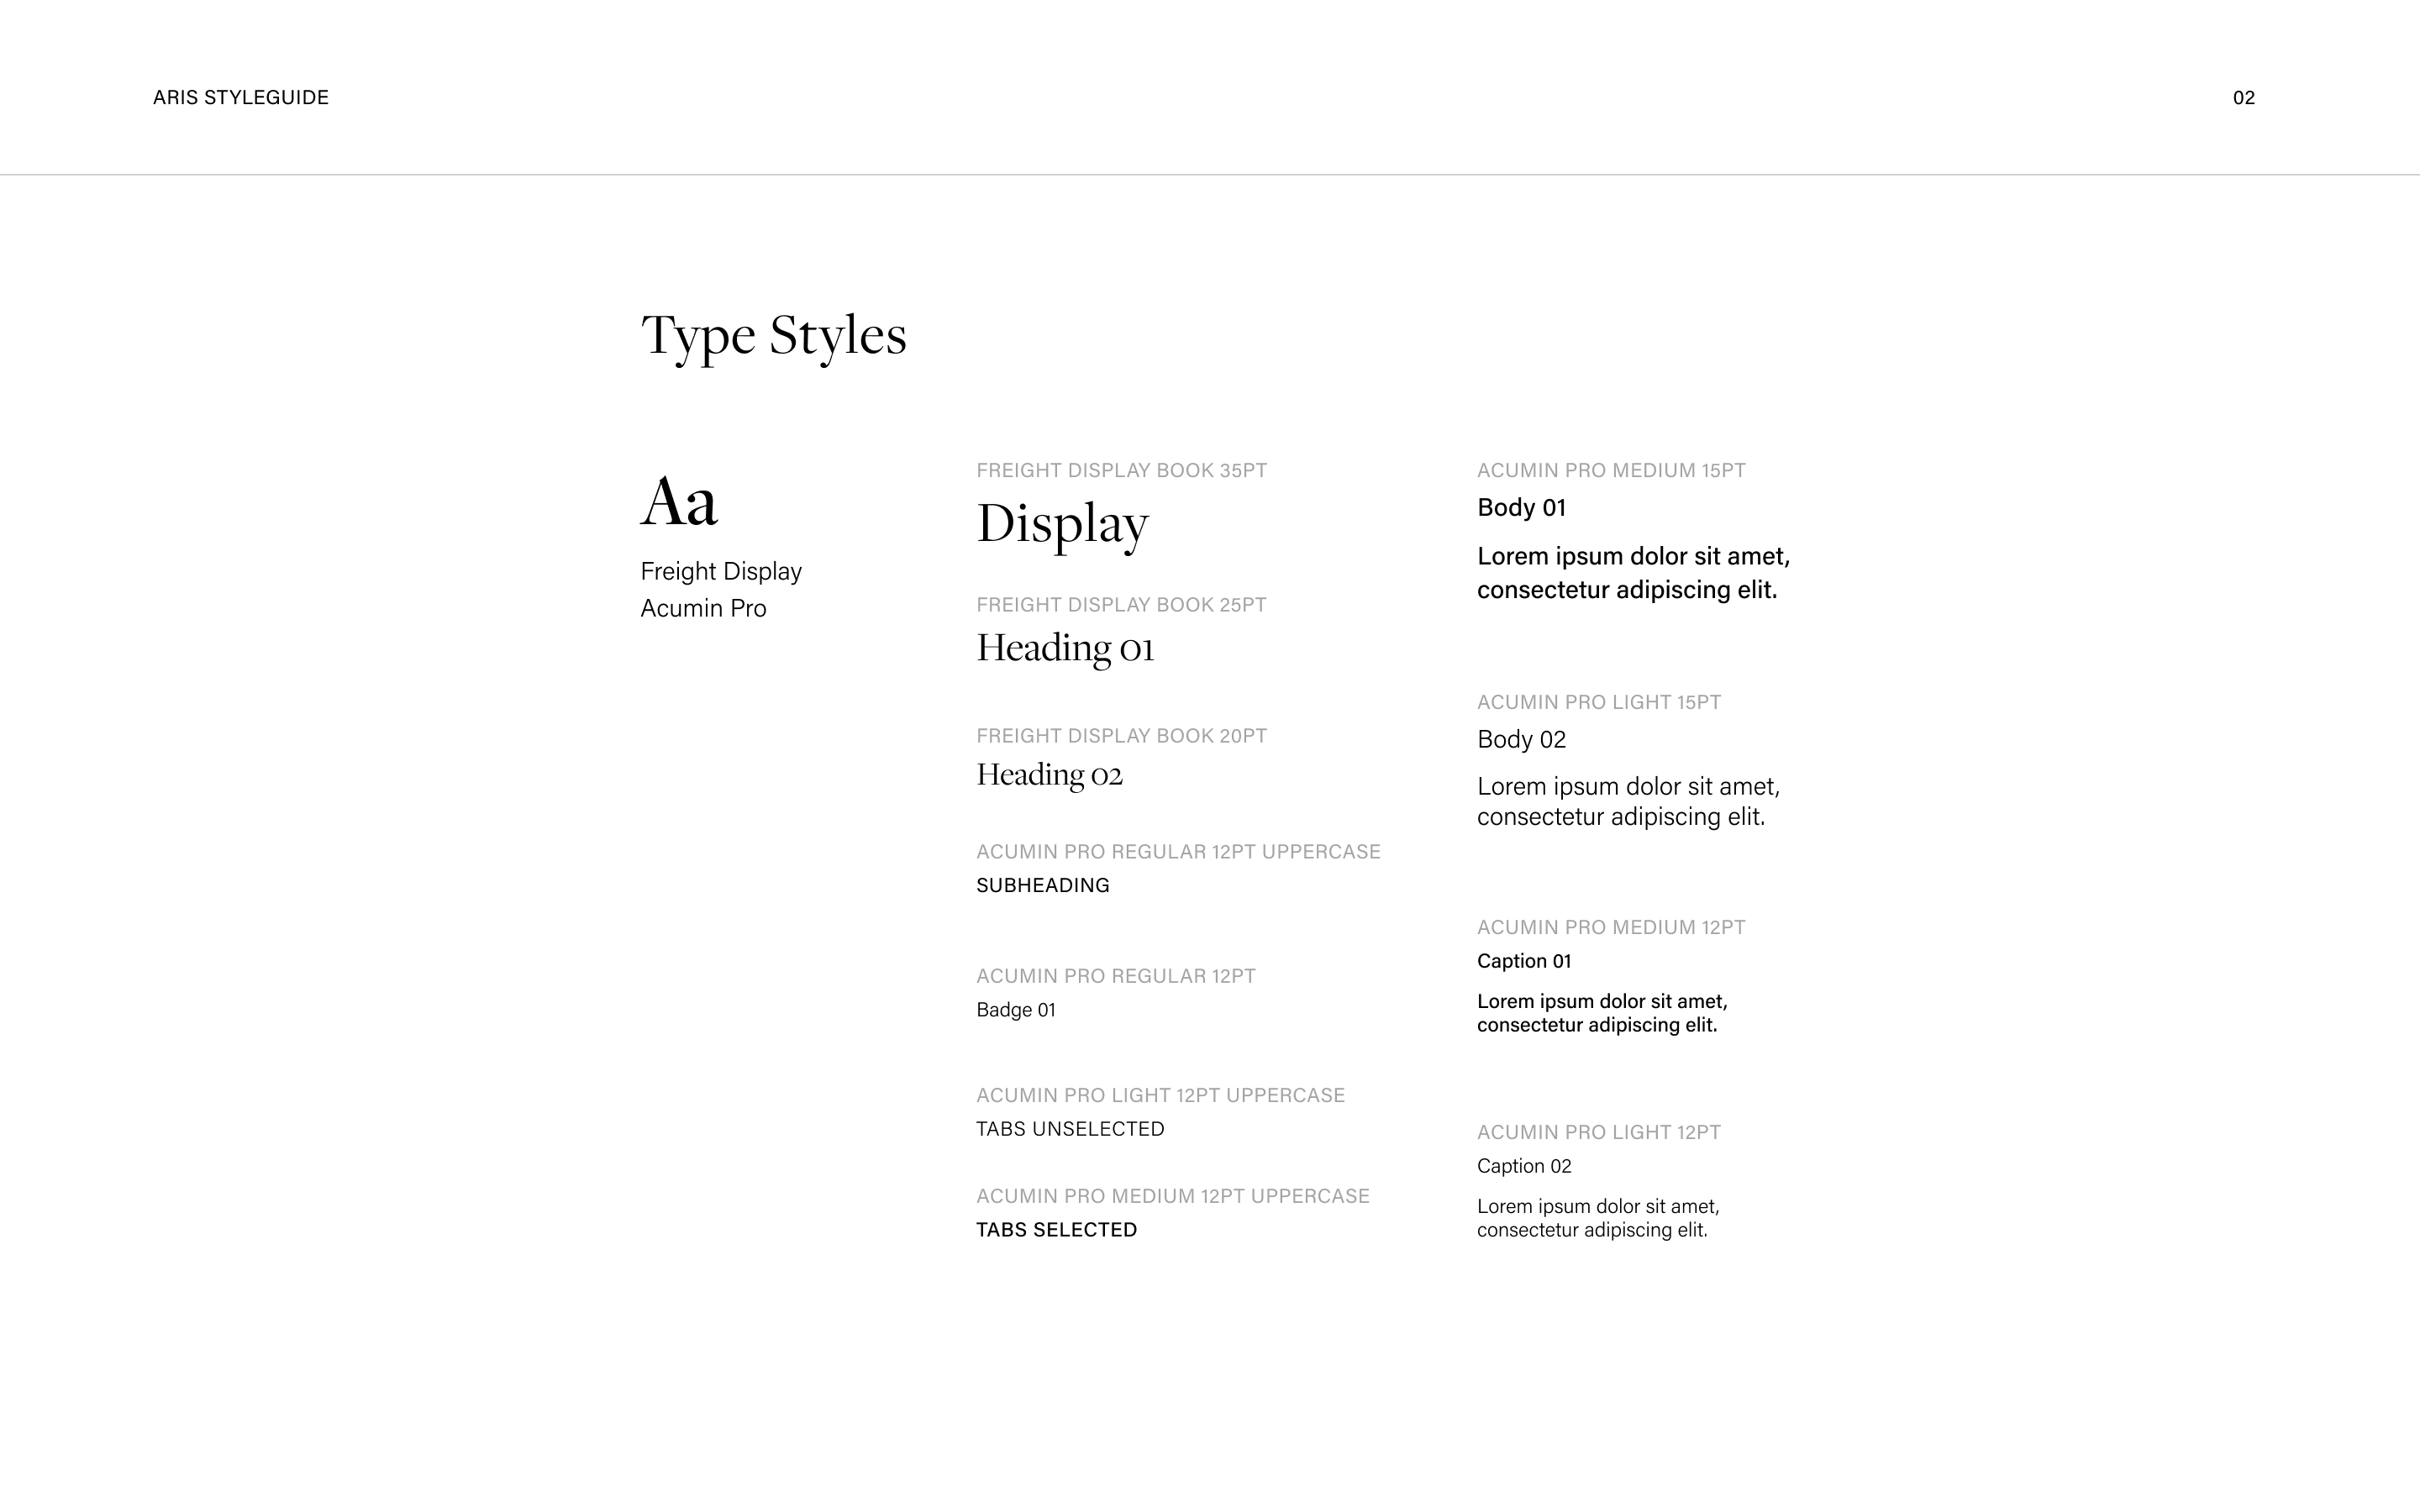 ARIS STYLEGUIDE
02
Type Styles
Aa
Freight Display
Acumin Pro
FREIGHT DISPLAY BOOK 35PT
Display
FREIGHT DISPLAY BOOK 25PT
Heading 01
FREIGHT DISPLAY BOOK 20PT
Heading 02
ACUMIN PRO REGULAR 12PT UPPERCASE
SUBHEADING
ACUMIN PRO REGULAR 12PT
Badge 01
ACUMIN PRO LIGHT 12PT UPPERCASE
TABS UNSELECTED
ACUMIN PRO MEDIUM 12PT UPPERCASE
TABS SELECTED
ACUMIN PRO MEDIUM 15PT
Body 01
Lorem ipsum dolor sit amet,
consectetur adipiscing elit.
ACUMIN PRO LIGHT 15PT
Body 02
Lorem ipsum dolor sit amet,
consectetur adipiscing elit.
ACUMIN PRO MEDIUM 12PT
Caption 01
Lorem ipsum dolor sit amet,
consectetur adipiscing elit.
ACUMIN PRO LIGHT 12PT
Caption 02
Lorem ipsum dolor sit amet,
consectetur adipiscing elit.